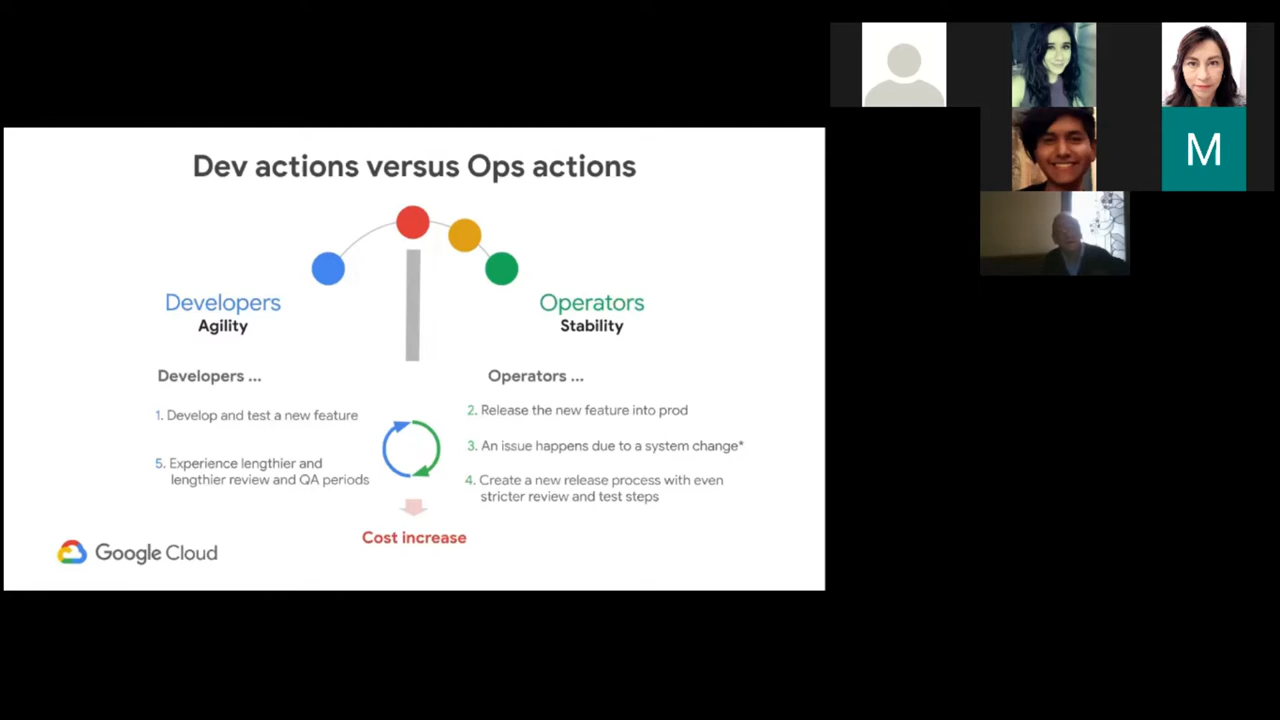 M
Dev actions versus Ops actions
Developers
Agility
Operators
Stability
Developers ...
1. Develop and test a new feature
5. Experience lengthier and
lengthier review and QA periods
Operators ...
2. Release the new feature into prod
3. An issue happens due to a system change*
4. Create a new release process with even
stricter review and test steps
Cost increase
Google Cloud